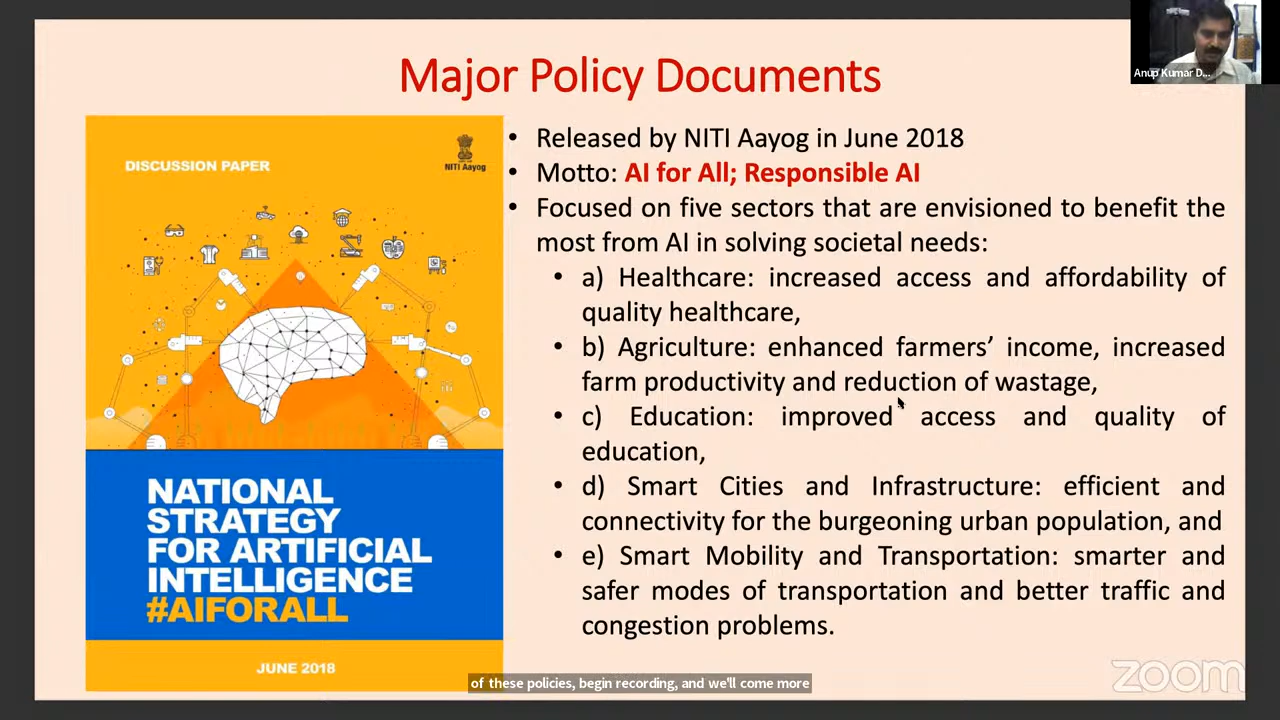 Major Policy Documents
Anup Kumar D...
DISCUSSION PAPER
NITI Aayog
NATIONAL
STRATEGY
FOR ARTIFICIAL
INTELLIGENCE
#AIFORALL
JUNE 2018
• Released by NITI Aayog in June 2018
• Motto: AI for All; Responsible AI
• Focused on five sectors that are envisioned to benefit the
most from AI in solving societal needs:
• a) Healthcare: increased access and affordability of
quality healthcare,
• b) Agriculture: enhanced farmers’ income, increased
farm productivity and reduction of wastage,
• c) Education: improved access and quality of
education,
• d) Smart Cities and Infrastructure: efficient and
connectivity for the burgeoning urban population, and
• e) Smart Mobility and Transportation: smarter and
safer modes of transportation and better traffic and
congestion problems.
of these policies, begin recording, and we'll come more
zoom